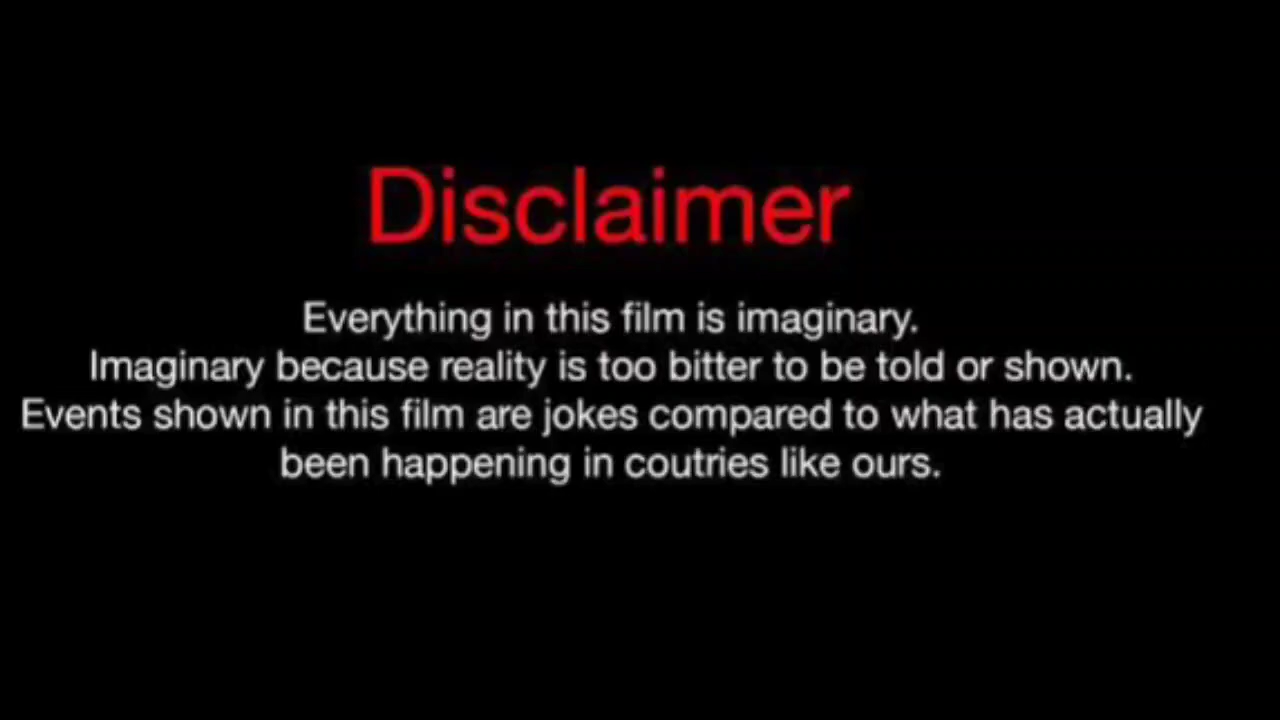 Disclaimer
Everything in this film is imaginary.
Imaginary because reality is too bitter to be told or shown.
Events shown in this film are jokes compared to what has actually
been happening in coutries like ours.